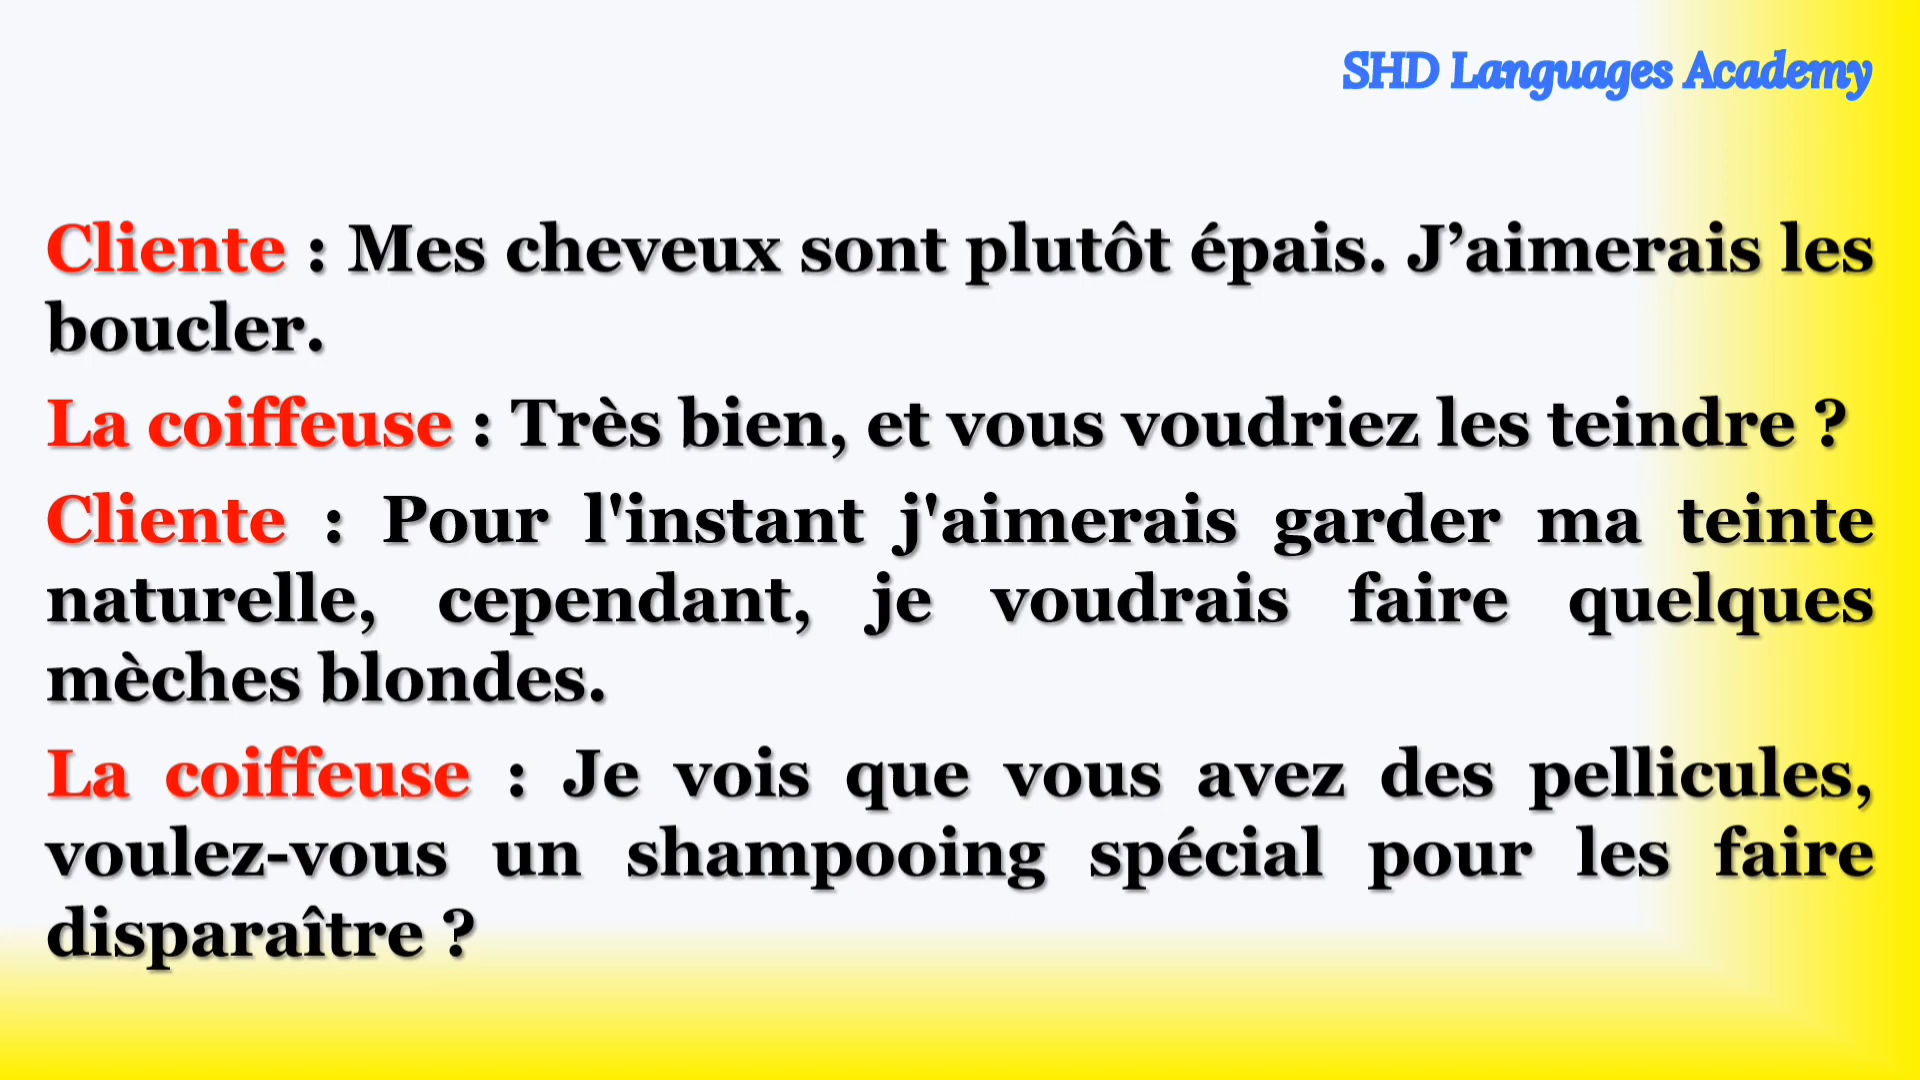 SHD Languages Academy
Cliente : Mes cheveux sont plutôt épais. J’aimerais les
boucler.
La coiffeuse : Très bien, et vous voudriez les teindre ?
Cliente : Pour l'instant j'aimerais garder ma teinte
naturelle, cependant, je voudrais faire quelques
mèches blondes.
La coiffeuse : Je vois que vous avez des pellicules,
voulez-vous un shampooing spécial pour les faire
disparaître ?